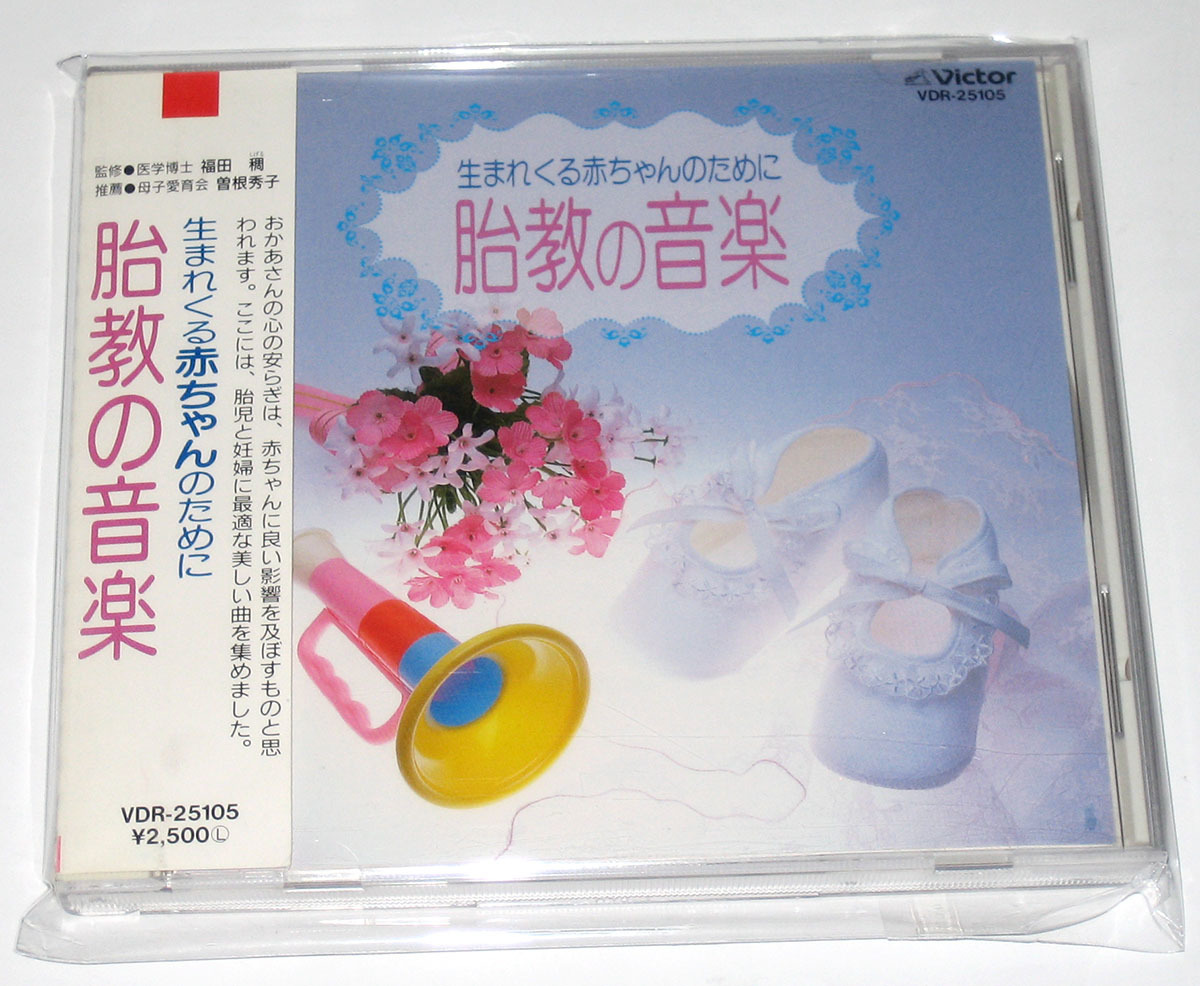 監修●医学博士 福田 稠
しげと
推薦●母子愛育会 曽根秀子
おかあさんの心の安らぎは、赤ちゃんに良い影響を及ぼすものと思
われます。ここには、胎児と妊婦に最適な美しい曲を集めました。
生まれくる赤ちゃんのために
胎教の音楽
VDR-25105
¥2,500Ⓛ
Victor
VDR-25105
生まれくる赤ちゃんのために
胎教の音楽